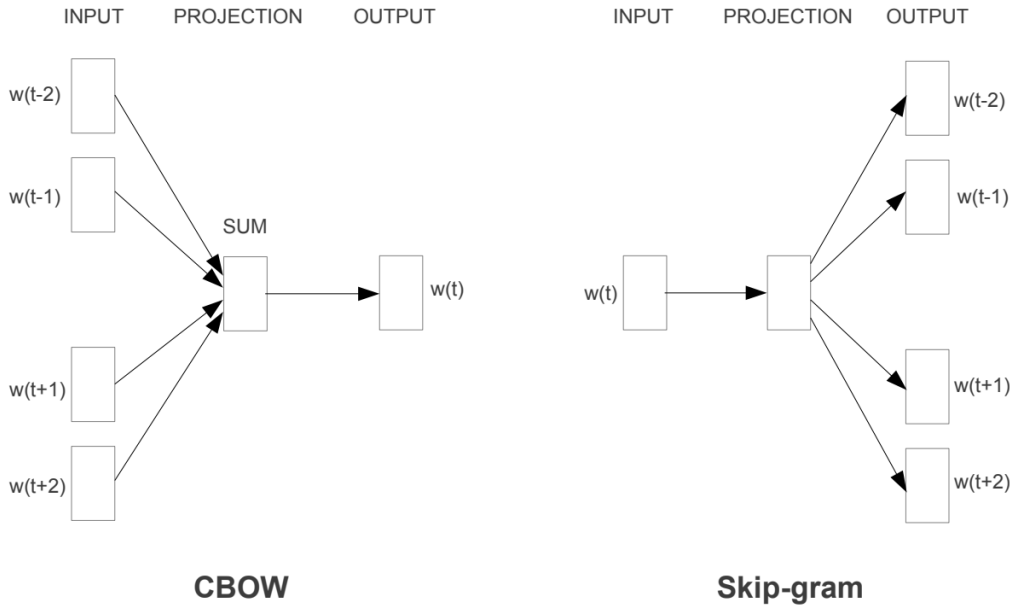 INPUT PROJECTION OUTPUT
w(t-2)
w(t-1)
SUM
w(t)
w(t+1)
w(t+2)
CBOW
INPUT PROJECTION OUTPUT
w(t-2)
w(t-1)
w(t)
w(t+1)
w(t+2)
Skip-gram